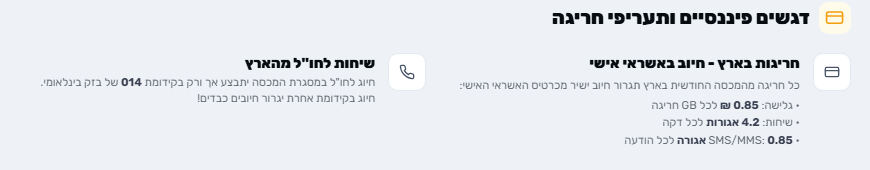 דגשים פיננסיים ותעריפי חריגה
חריגות בארץ - חיוב באשראי אישי
כל חריגה מהמכסה החודשית בארץ תגרור חיוב ישיר מכרטיס האשראי האישי:
• גלישה: 0.85 ₪ לכל GB חריגה
• שיחות: 4.2 אגורות לכל דקה
• SMS/MMS: 0.85 אגורה לכל הודעה
שיחות לחו"ל מהארץ
חיוג לחו"ל במסגרת המכסה יתבצע אך ורק בקידומת 014 של בזק בינלאומי.
חיוג בקידומת אחרת יגרור חיובים כבדים!